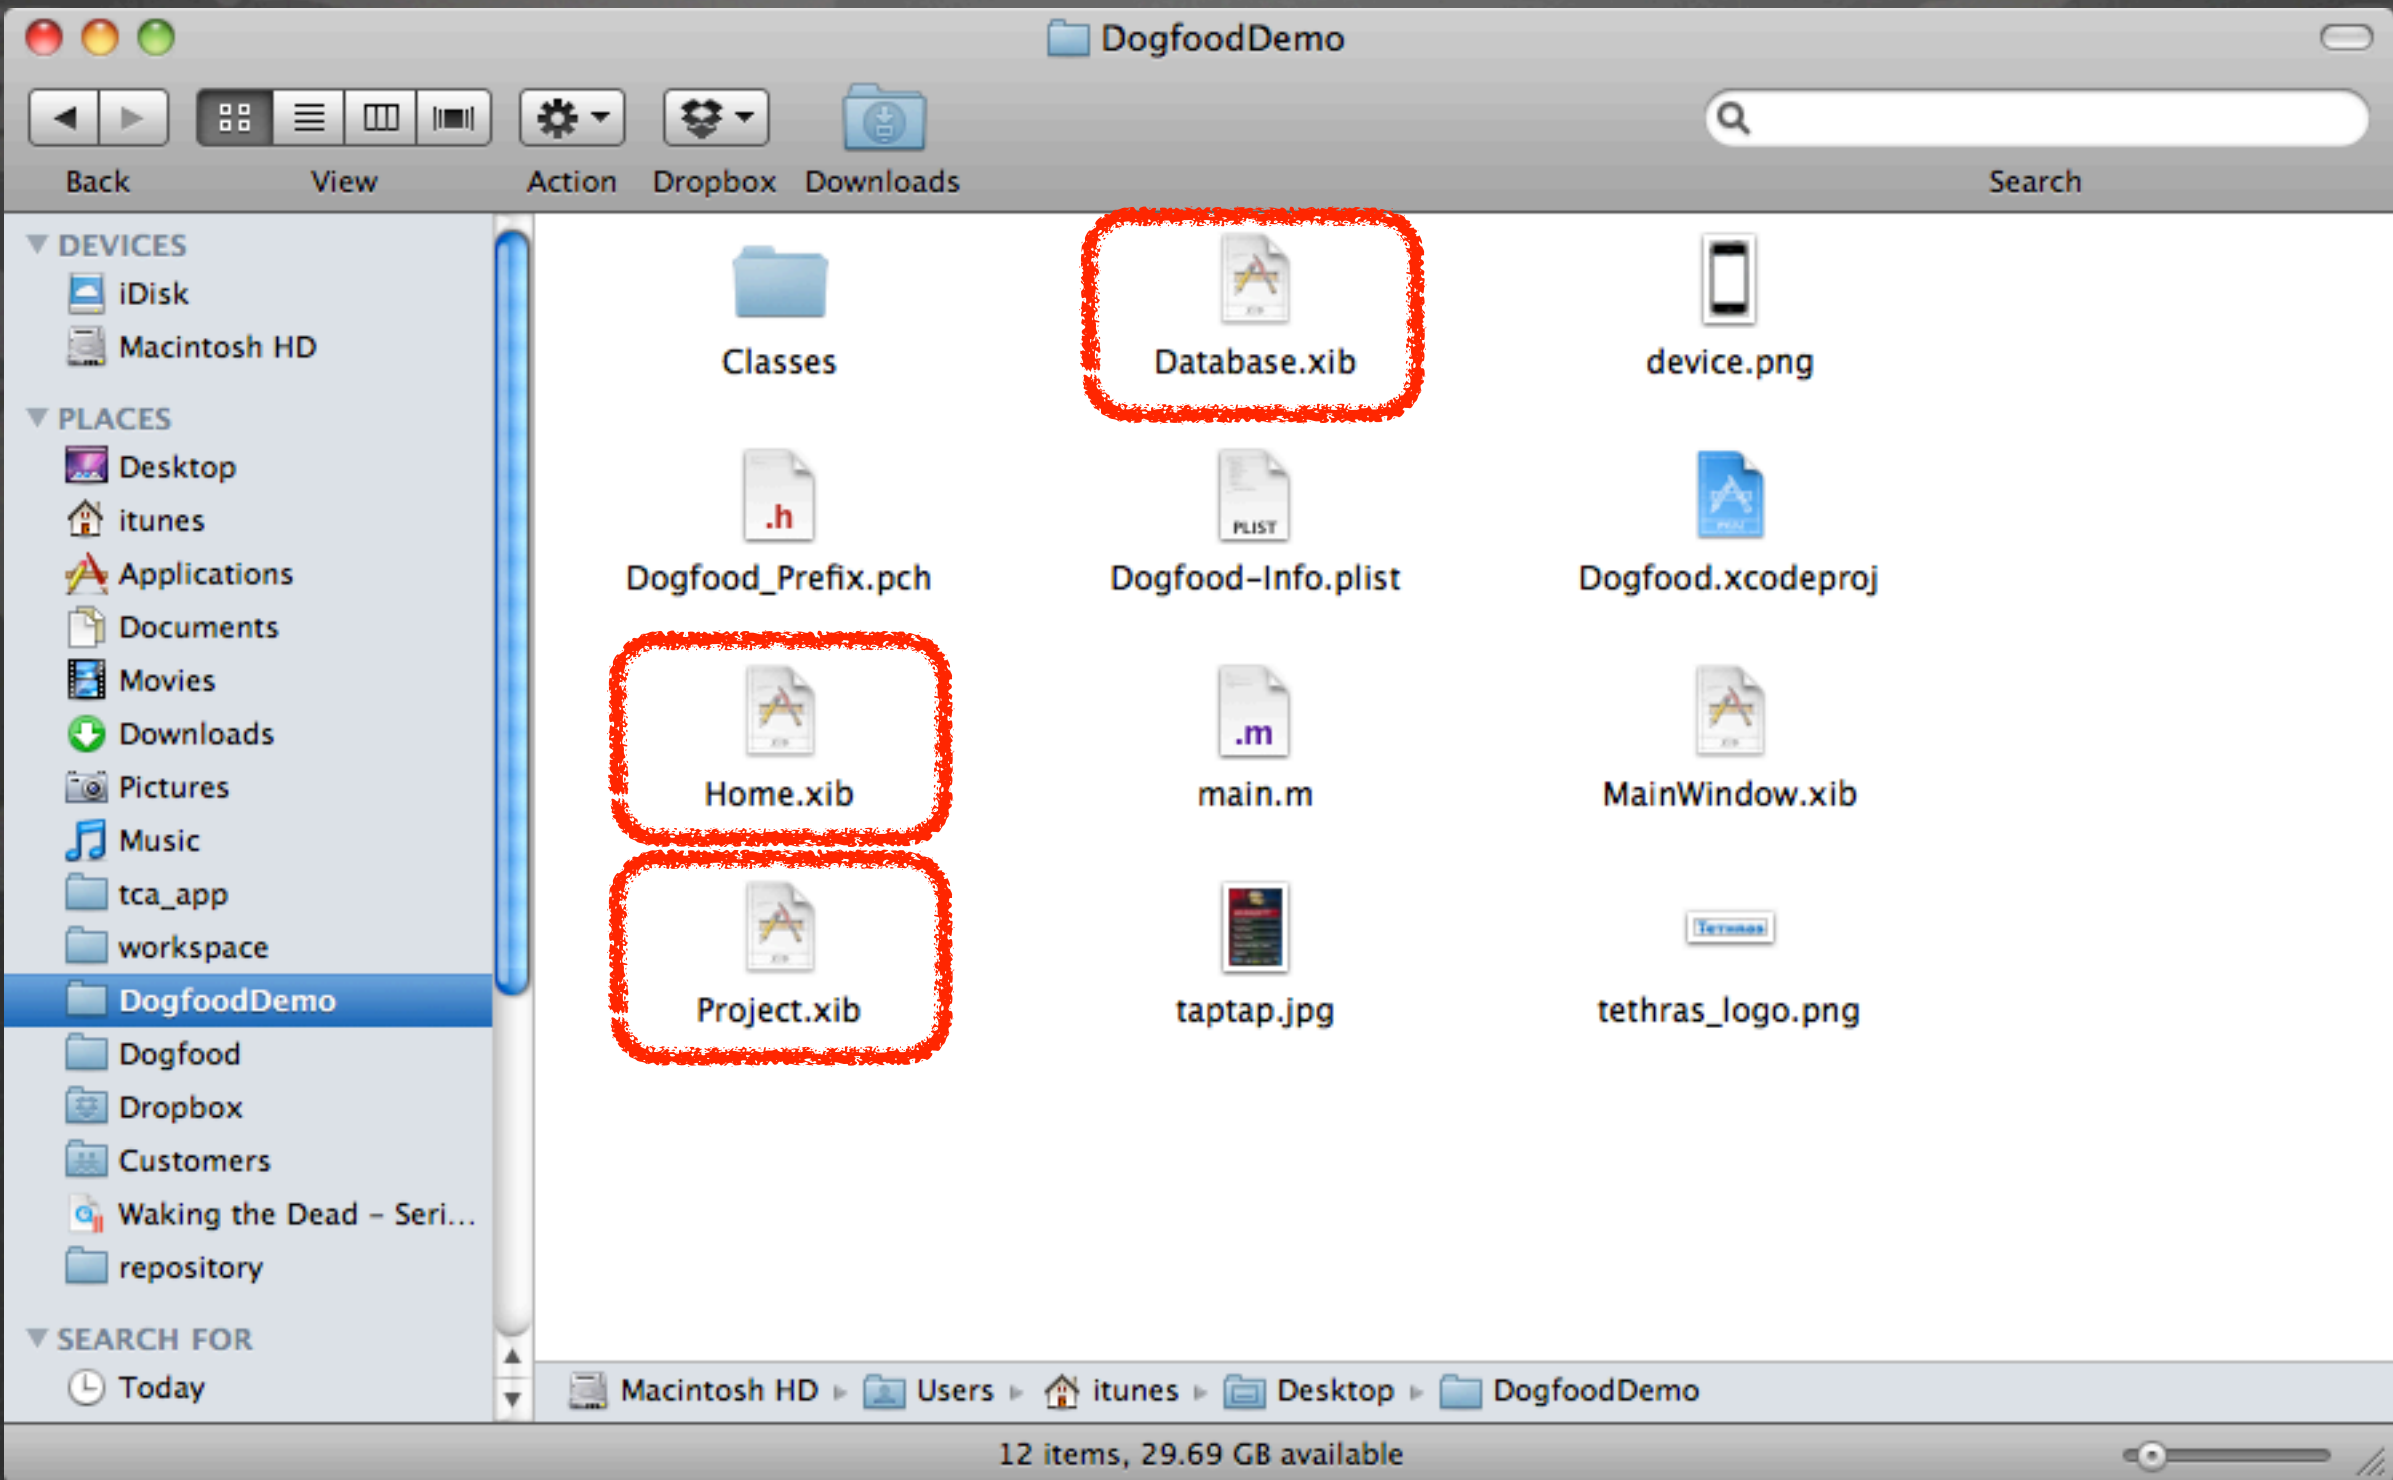 DogfoodDemo
Back
View
Action
Dropbox
Downloads
Search
DEVICES
iDisk
Macintosh HD
PLACES
Desktop
itunes
Applications
Documents
Movies
Downloads
Pictures
Music
tca_app
workspace
DogfoodDemo
Dogfood
Dropbox
Customers
Waking the Dead – Seri...
repository
SEARCH FOR
Today
Classes
Database.xib
device.png
.h
PLIST
Dogfood_Prefix.pch
Dogfood-Info.plist
Dogfood.xcodeproj
.m
Home.xib
main.m
MainWindow.xib
Tethras
Project.xib
taptap.jpg
tethras_logo.png
Macintosh HD
Users
itunes
Desktop
DogfoodDemo
12 items, 29.69 GB available